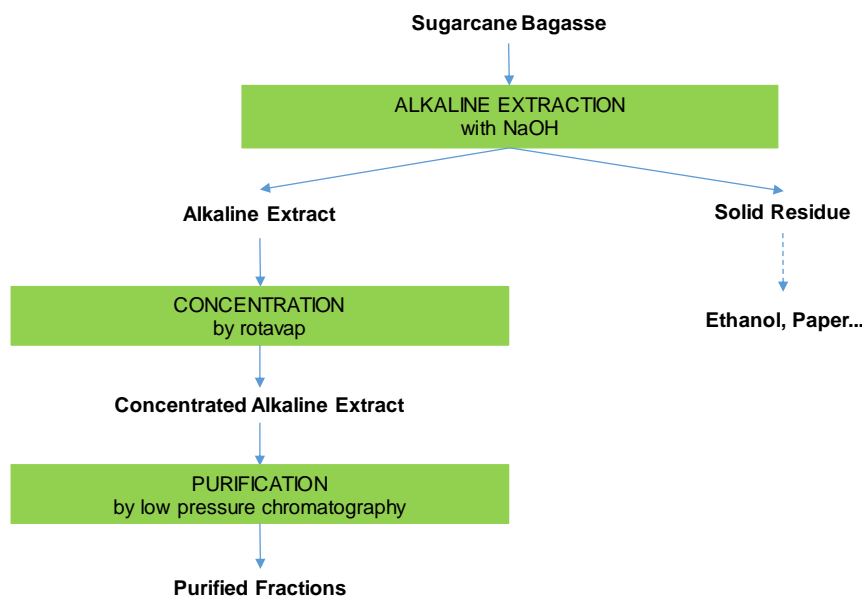 Sugarcane Bagasse
ALKALINE EXTRACTION
with NaOH
Alkaline Extract
Solid Residue
CONCENTRATION
by rotavap
Ethanol, Paper...
Concentrated Alkaline Extract
PURIFICATION
by low pressure chromatography
Purified Fractions